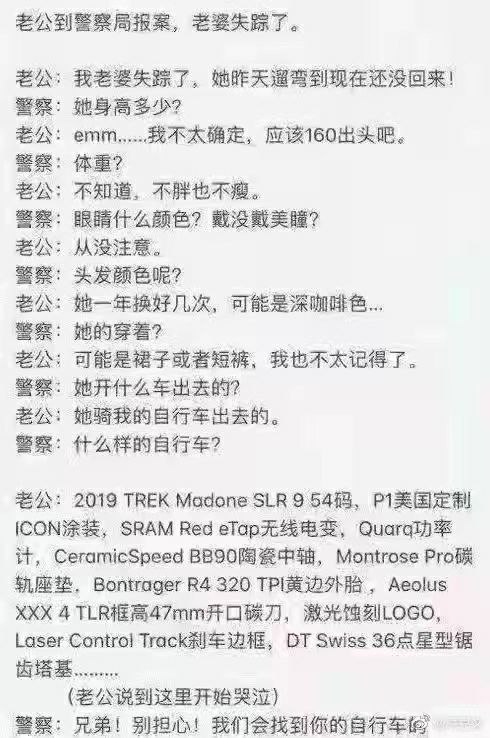 老公到警察局报案，老婆失踪了。
老公：我老婆失踪了，她昨天遛弯到现在还没回来！
警察：她身高多少？
老公：emm……我不太确定，应该160出头吧。
警察：体重？
老公：不知道，不胖也不瘦。
警察：眼睛什么颜色？戴没戴美瞳？
老公：从没注意。
警察：头发颜色呢？
老公：她一年换好几次，可能是深咖啡色...
警察：她的穿着？
老公：可能是裙子或者短裤，我也不太记得了。
警察：她开什么车出去的？
老公：她骑我的自行车出去的。
警察：什么样的自行车？
老公：2019 TREK Madone SLR 9 54码，P1美国定制
ICON涂装，SRAM Red eTap无线电变，Quarq功率
计，CeramicSpeed BB90陶瓷中轴，Montrose Pro碳
轨座垫，Bontrager R4 320 TPI黄边外胎，Aeolus
XXX 4 TLR框高47mm开口碳刀，激光蚀刻LOGO，
Laser Control Track刹车边框，DT Swiss 36点星型锯
齿塔基………
（老公说到这里开始哭泣）
警察：兄弟！别担心！我们会找到你的自行车的